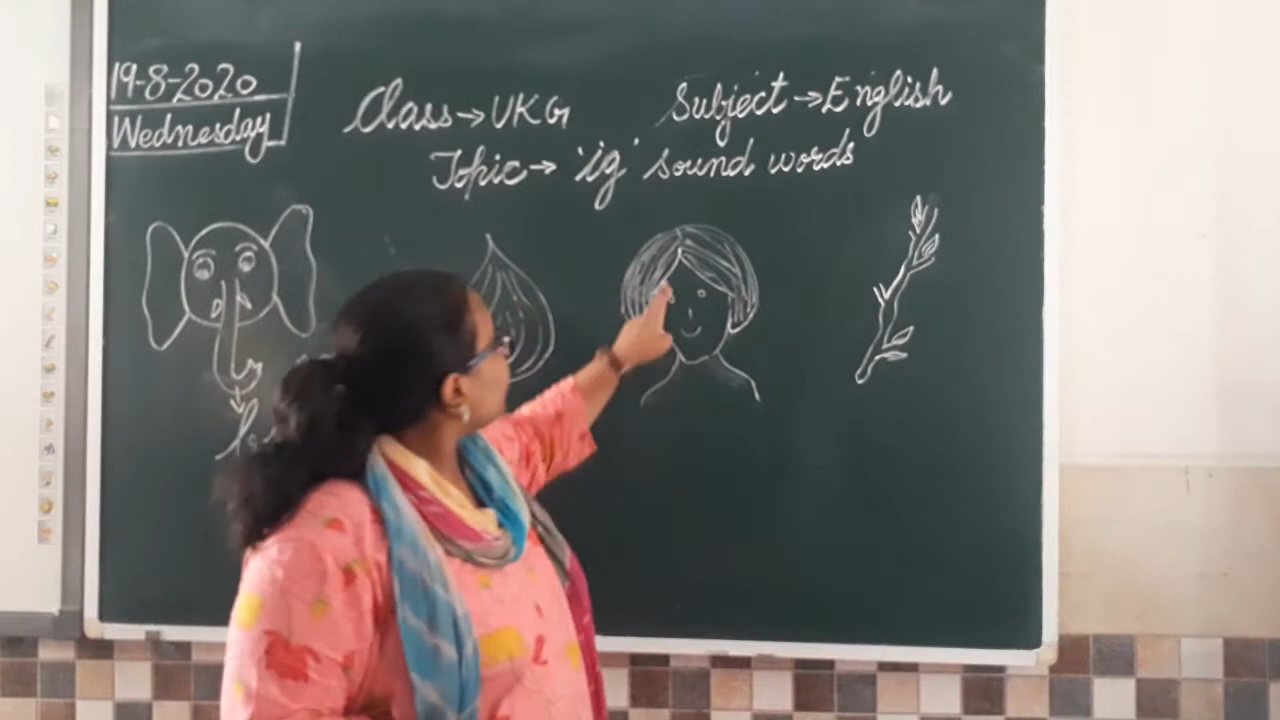 19-8-2020
Wednesday
Class→UKG
Subject→English
Topic→ 'ig' sound words